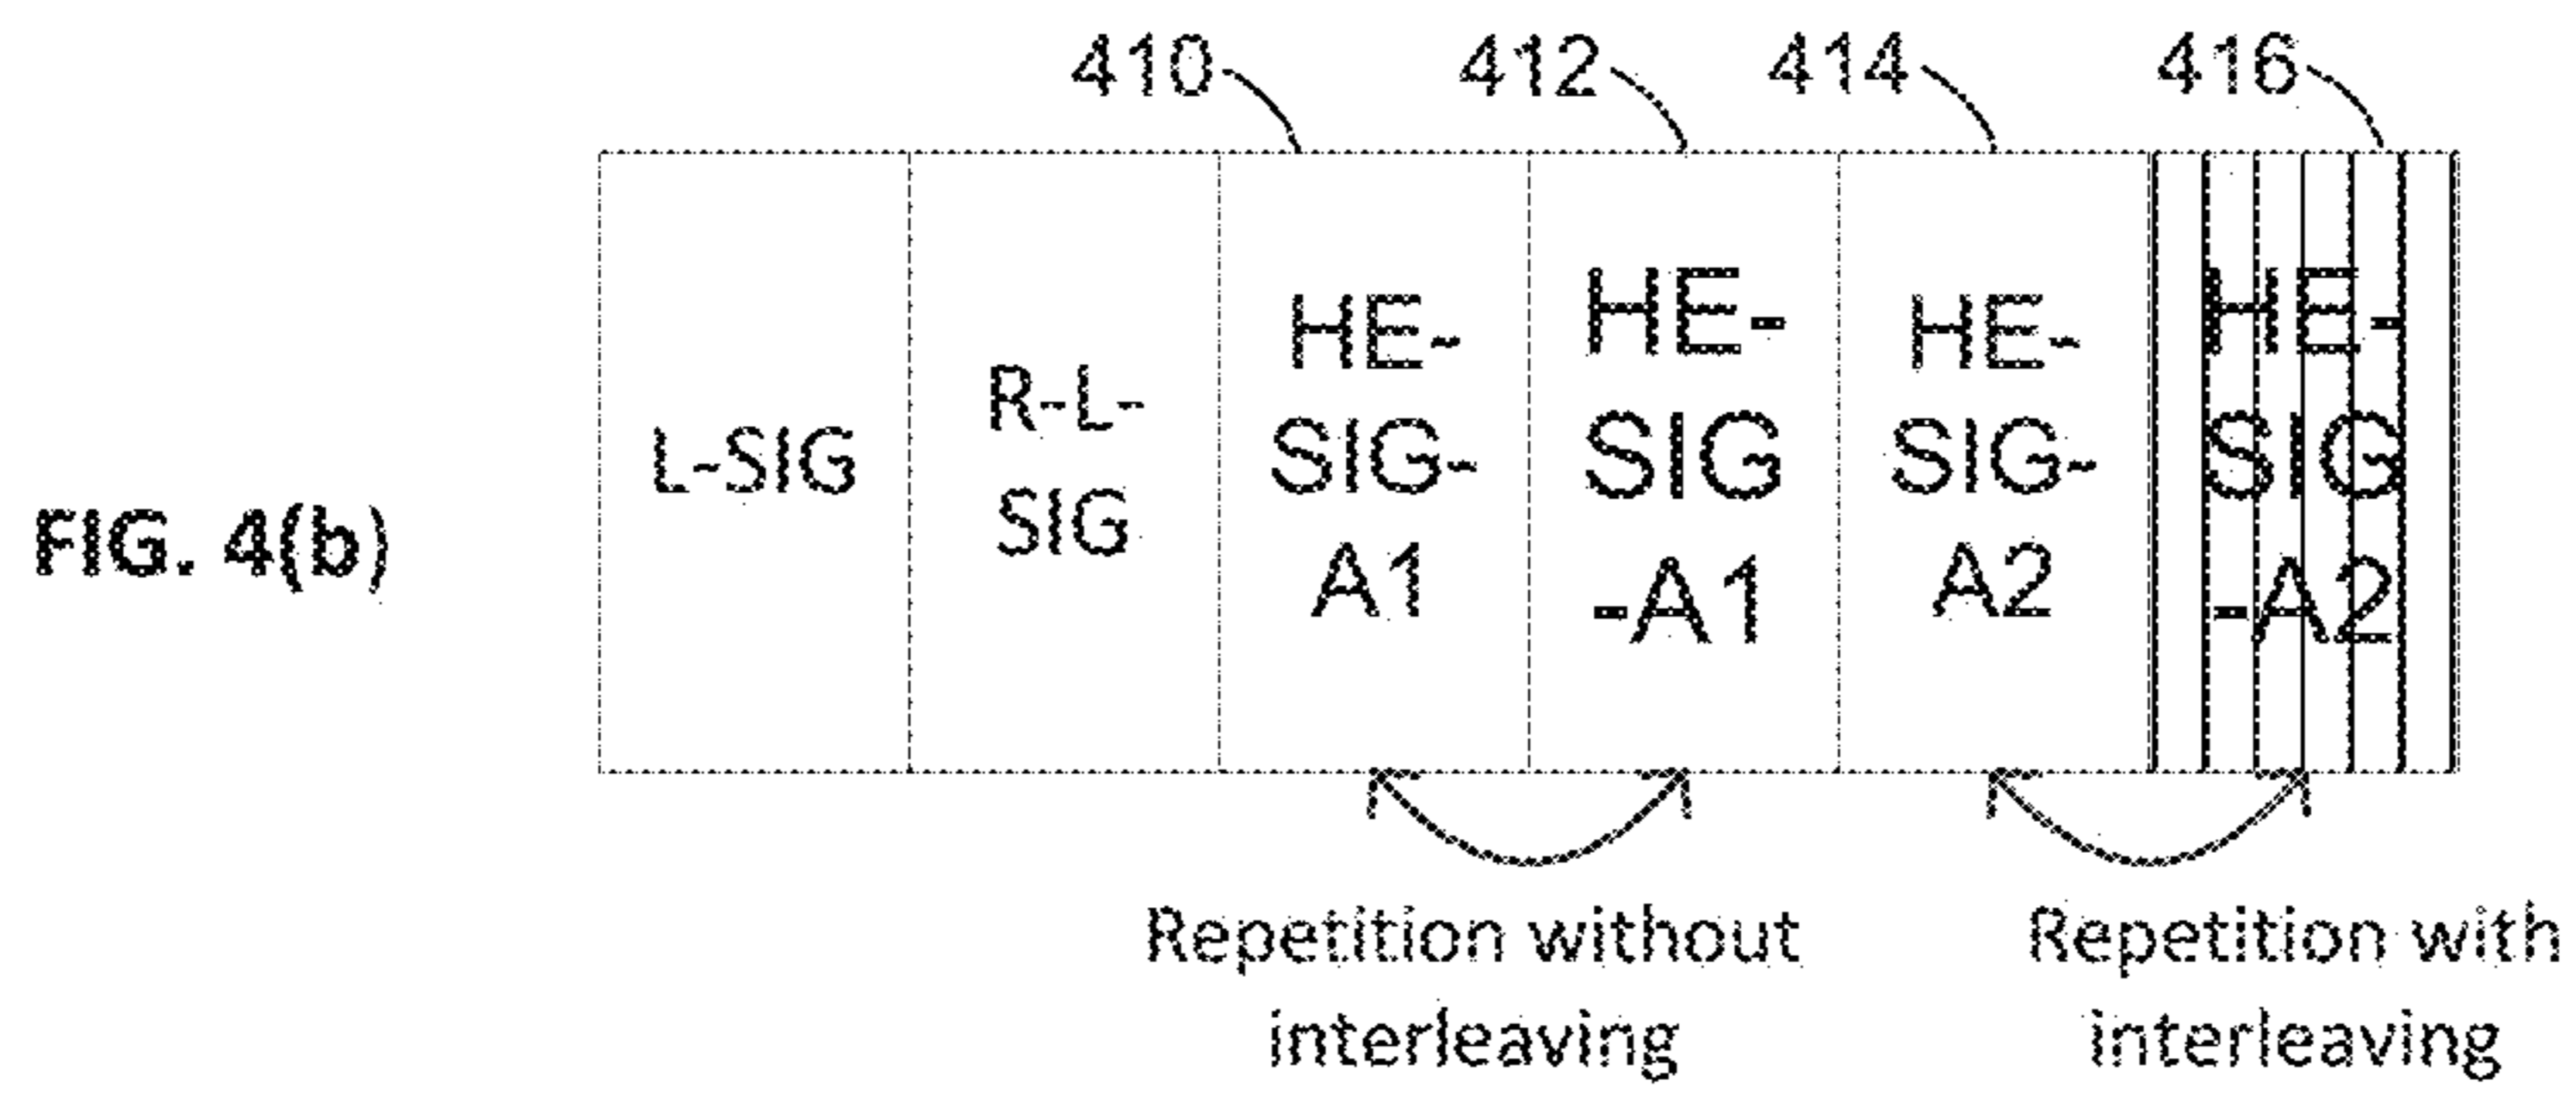 410 412 414 416
FIG. 4(b)
L-SIG
R-L-
SIG
HE-
SIG-
A1
HE-
SIG
-A1
HE-
SIG-
A2
HE-
SIG
-A2
Repetition without
interleaving
Repetition with
interleaving